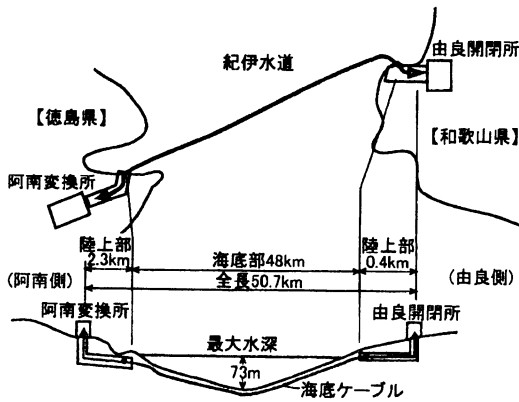 由良開閉所
紀伊水道
【徳島県】
【和歌山県】
阿南変換所
陸上部
2.3km
海底部48km
陸上部
0.4km
(阿南側)
全長50.7km
(由良側)
阿南変換所
由良開閉所
最大水深
73m
海底ケーブル